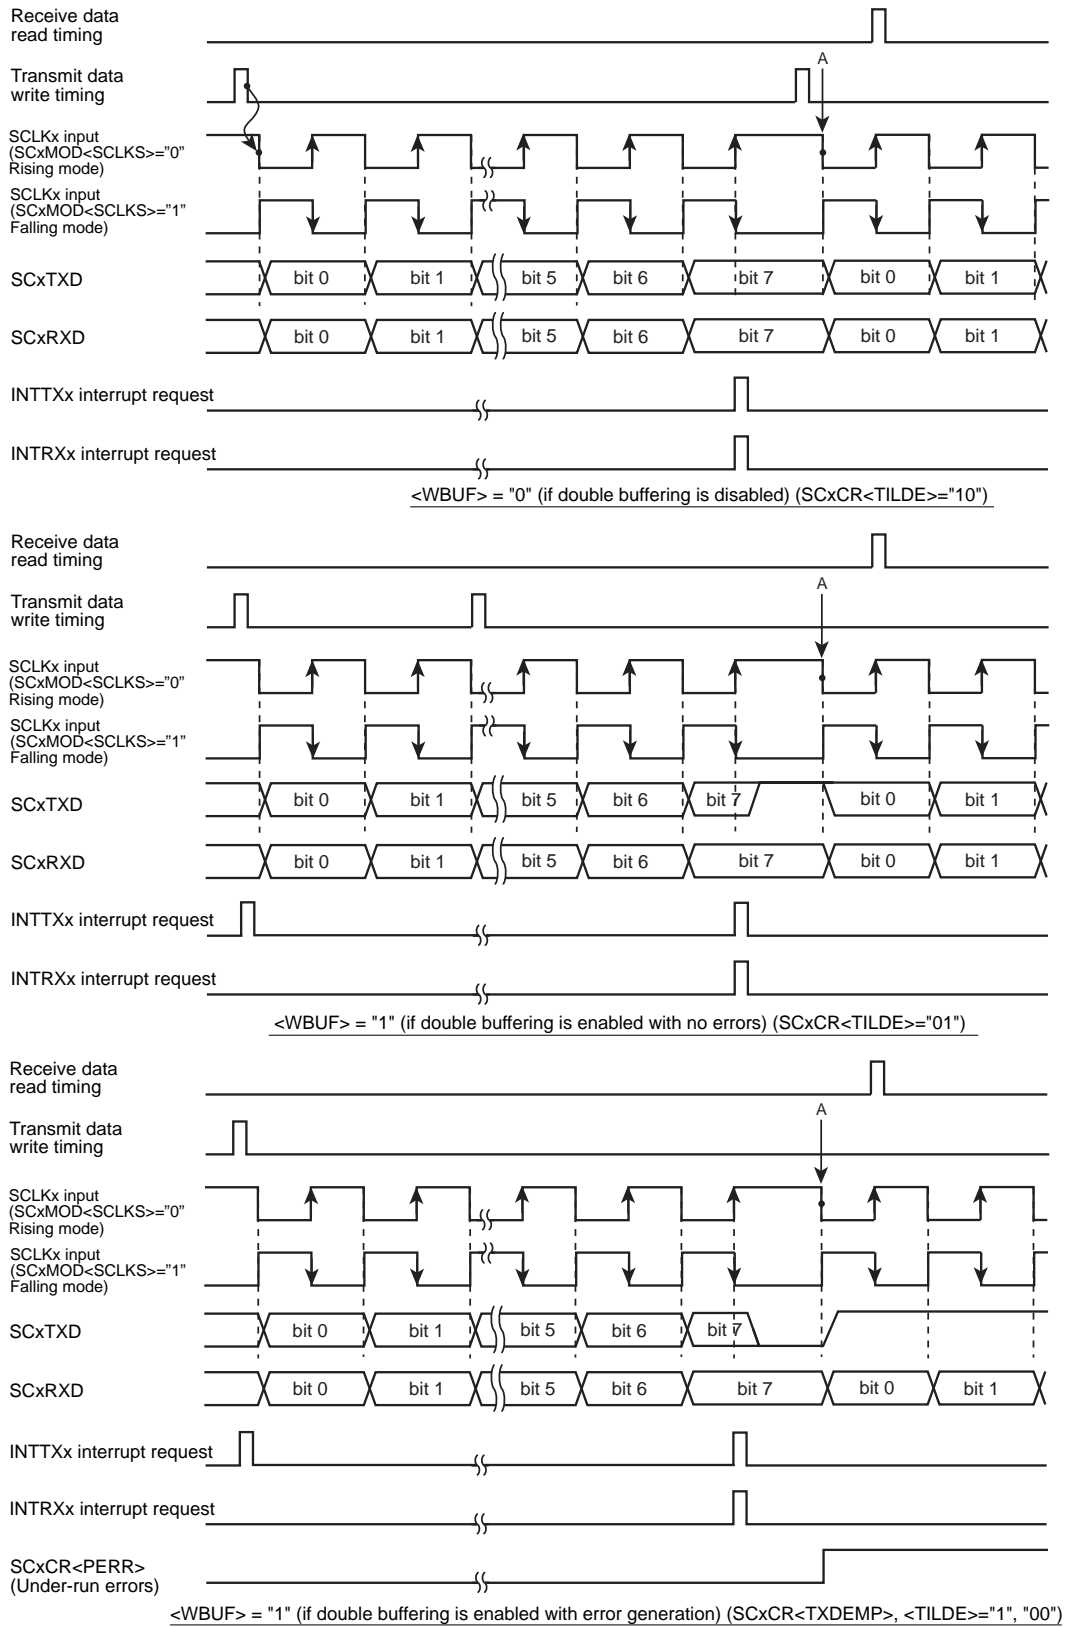 Receive data
read timing
A
Transmit data
write timing
SCLKx input
(SCxMOD<SCLKS>="0"
Rising mode)
SCLKx input
(SCxMOD<SCLKS>="1"
Falling mode)
SCxTXD
bit 0 bit 1 bit 5 bit 6 bit 7 bit 0 bit 1
SCxRXD
bit 0 bit 1 bit 5 bit 6 bit 7 bit 0 bit 1
INTTXx interrupt request
INTRXx interrupt request
<WBUF> = "0" (if double buffering is disabled) (SCxCR<TILDE>="10")
Receive data
read timing
A
Transmit data
write timing
SCLKx input
(SCxMOD<SCLKS>="0"
Rising mode)
SCLKx input
(SCxMOD<SCLKS>="1"
Falling mode)
SCxTXD
bit 0 bit 1 bit 5 bit 6 bit 7 bit 0 bit 1
SCxRXD
bit 0 bit 1 bit 5 bit 6 bit 7 bit 0 bit 1
INTTXx interrupt request
INTRXx interrupt request
<WBUF> = "1" (if double buffering is enabled with no errors) (SCxCR<TILDE>="01")
Receive data
read timing
A
Transmit data
write timing
SCLKx input
(SCxMOD<SCLKS>="0"
Rising mode)
SCLKx input
(SCxMOD<SCLKS>="1"
Falling mode)
SCxTXD
bit 0 bit 1 bit 5 bit 6 bit 7
SCxRXD
bit 0 bit 1 bit 5 bit 6 bit 7 bit 0 bit 1
INTTXx interrupt request
INTRXx interrupt request
SCxCR<PERR>
(Under-run errors)
<WBUF> = "1" (if double buffering is enabled with error generation) (SCxCR<TXDEMP>, <TILDE>="1", "00")